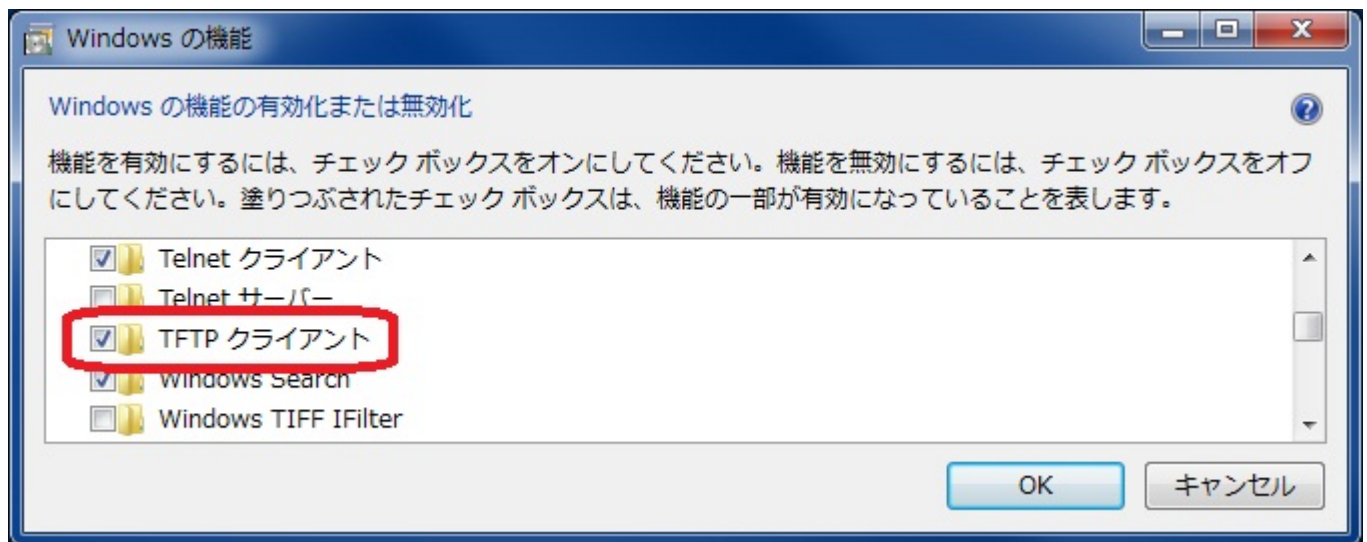 Windows の機能
Windows の機能の有効化または無効化
機能を有効にするには、チェック ボックスをオンにしてください。機能を無効にするには、チェック ボックスをオフ
にしてください。塗りつぶされたチェック ボックスは、機能の一部が有効になっていることを表します。
Telnet クライアント
Telnet サーバー
TFTP クライアント
Windows Search
Windows TIFF IFilter
OK キャンセル